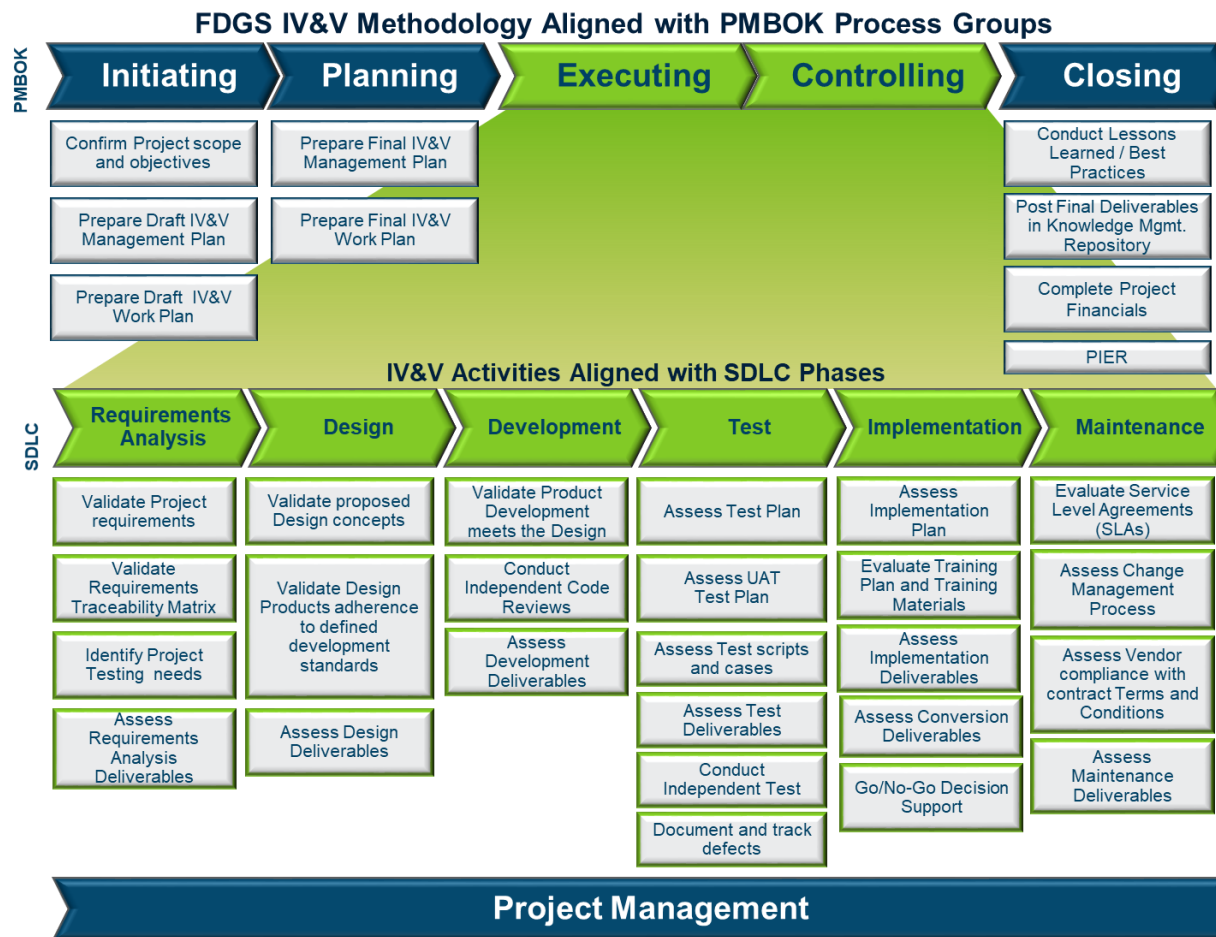 FDGS IV&V Methodology Aligned with PMBOK Process Groups
PMBOK
Initiating
Planning
Executing
Controlling
Closing
Confirm Project scope
and objectives
Prepare Draft IV&V
Management Plan
Prepare Draft IV&V
Work Plan
Prepare Final IV&V
Management Plan
Prepare Final IV&V
Work Plan
Conduct Lessons
Learned / Best
Practices
Post Final Deliverables
in Knowledge Mgmt.
Repository
Complete Project
Financials
PIER
IV&V Activities Aligned with SDLC Phases
SDLC
Requirements
Analysis
Design
Development
Test
Implementation
Maintenance
Validate Project
requirements
Validate
Requirements
Traceability Matrix
Identify Project
Testing needs
Assess
Requirements
Analysis
Deliverables
Validate proposed
Design concepts
Validate Design
Products adherence
to defined
development
standards
Assess Design
Deliverables
Validate Product
Development
meets the Design
Conduct
Independent Code
Reviews
Assess
Development
Deliverables
Assess Test Plan
Assess UAT
Test Plan
Assess Test scripts
and cases
Assess Test
Deliverables
Conduct
Independent Test
Document and track
defects
Assess
Implementation
Plan
Evaluate Training
Plan and Training
Materials
Assess
Implementation
Deliverables
Assess Conversion
Deliverables
Go/No-Go Decision
Support
Evaluate Service
Level Agreements
(SLAs)
Assess Change
Management
Process
Assess Vendor
compliance with
contract Terms and
Conditions
Assess
Maintenance
Deliverables
Project Management